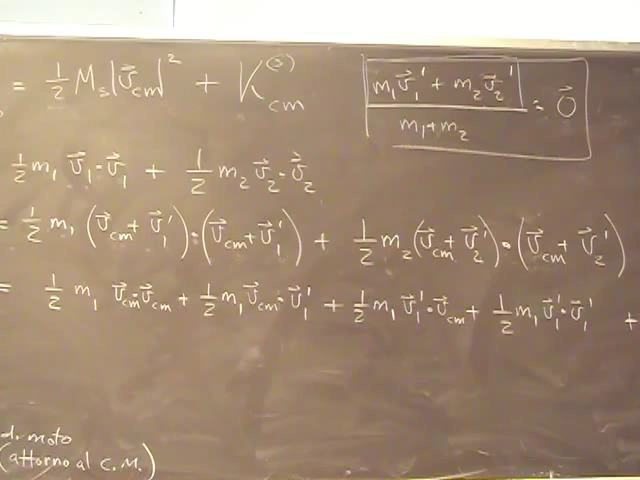 = 1/2 M_s |v⃗_cm|² + K_cm^(s)
(m₁v⃗₁' + m₂v⃗₂') / (m₁+m₂) = 0⃗
1/2 m₁ v⃗₁·v⃗₁ + 1/2 m₂ v⃗₂·v⃗₂
= 1/2 m₁ (v⃗_cm + v⃗₁')·(v⃗_cm + v⃗₁') + 1/2 m₂ (v⃗_cm + v⃗₂')·(v⃗_cm + v⃗₂')
= 1/2 m₁ v⃗_cm·v⃗_cm + 1/2 m₁ v⃗_cm·v⃗₁' + 1/2 m₁ v⃗₁'·v⃗_cm + 1/2 m₁ v⃗₁'·v⃗₁' +
di moto
(attorno al C.M.)